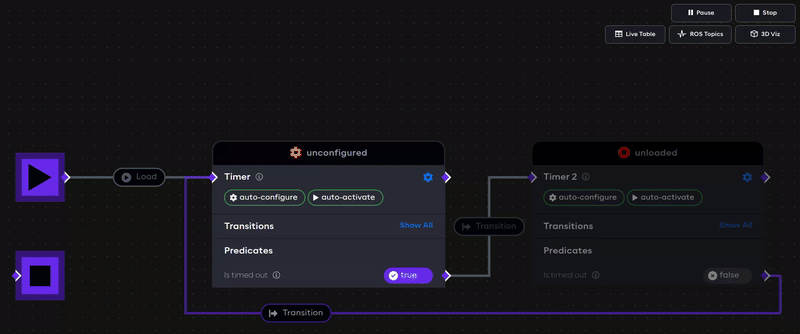 Pause
Stop
Live Table
ROS Topics
3D Viz
unconfigured
unloaded
Load
Timer
Timer 2
auto-configure
auto-activate
auto-configure
auto-activate
Transitions
Show All
Transition
Transitions
Show All
Predicates
Predicates
Is timed out
true
Is timed out
false
Transition